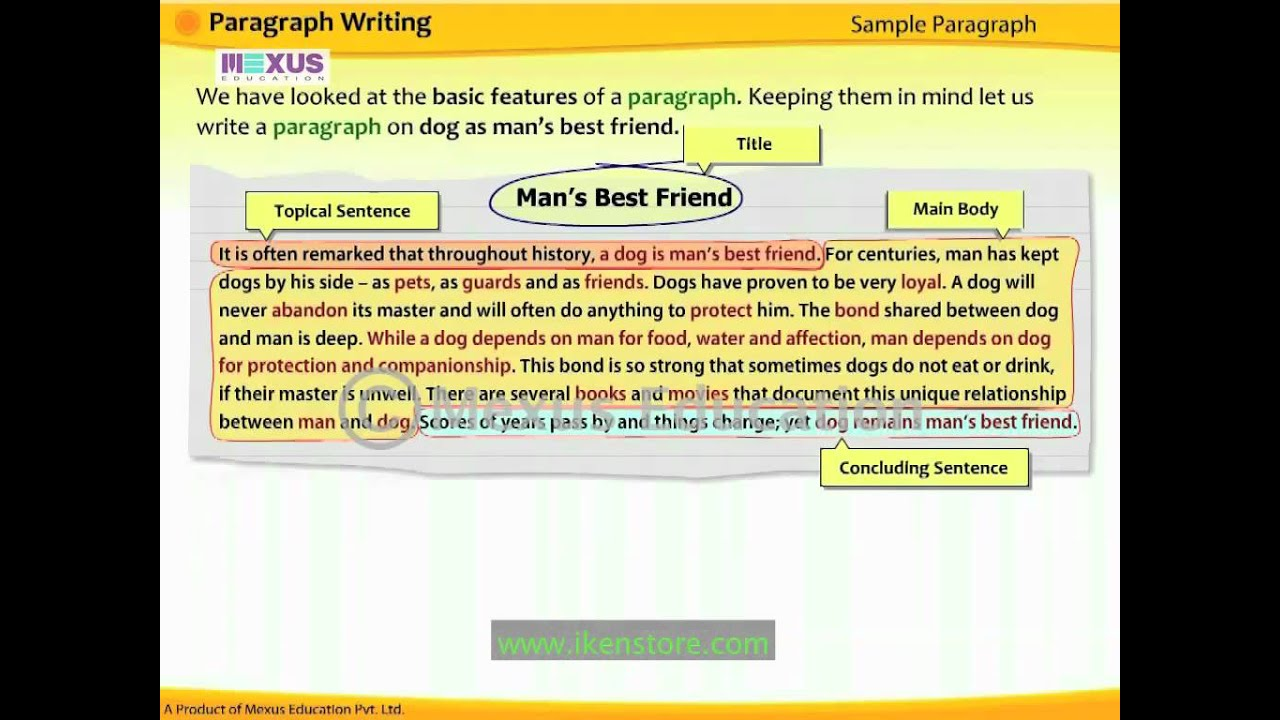 Paragraph Writing
Sample Paragraph
MEXUS
EDUCATION
We have looked at the basic features of a paragraph. Keeping them in mind let us
write a paragraph on dog as man's best friend.
Title
Man's Best Friend
Topical Sentence
Main Body
It is often remarked that throughout history, a dog is man's best friend. For centuries, man has kept
dogs by his side – as pets, as guards and as friends. Dogs have proven to be very loyal. A dog will
never abandon its master and will often do anything to protect him. The bond shared between dog
and man is deep. While a dog depends on man for food, water and affection, man depends on dog
for protection and companionship. This bond is so strong that sometimes dogs do not eat or drink,
if their master is unwell. There are several books and movies that document this unique relationship
between man and dog. Scores of years pass by and things change; yet dog remains man's best friend.
© Mexus Education
Concluding Sentence
www.ikenstore.com
A Product of Mexus Education Pvt. Ltd.